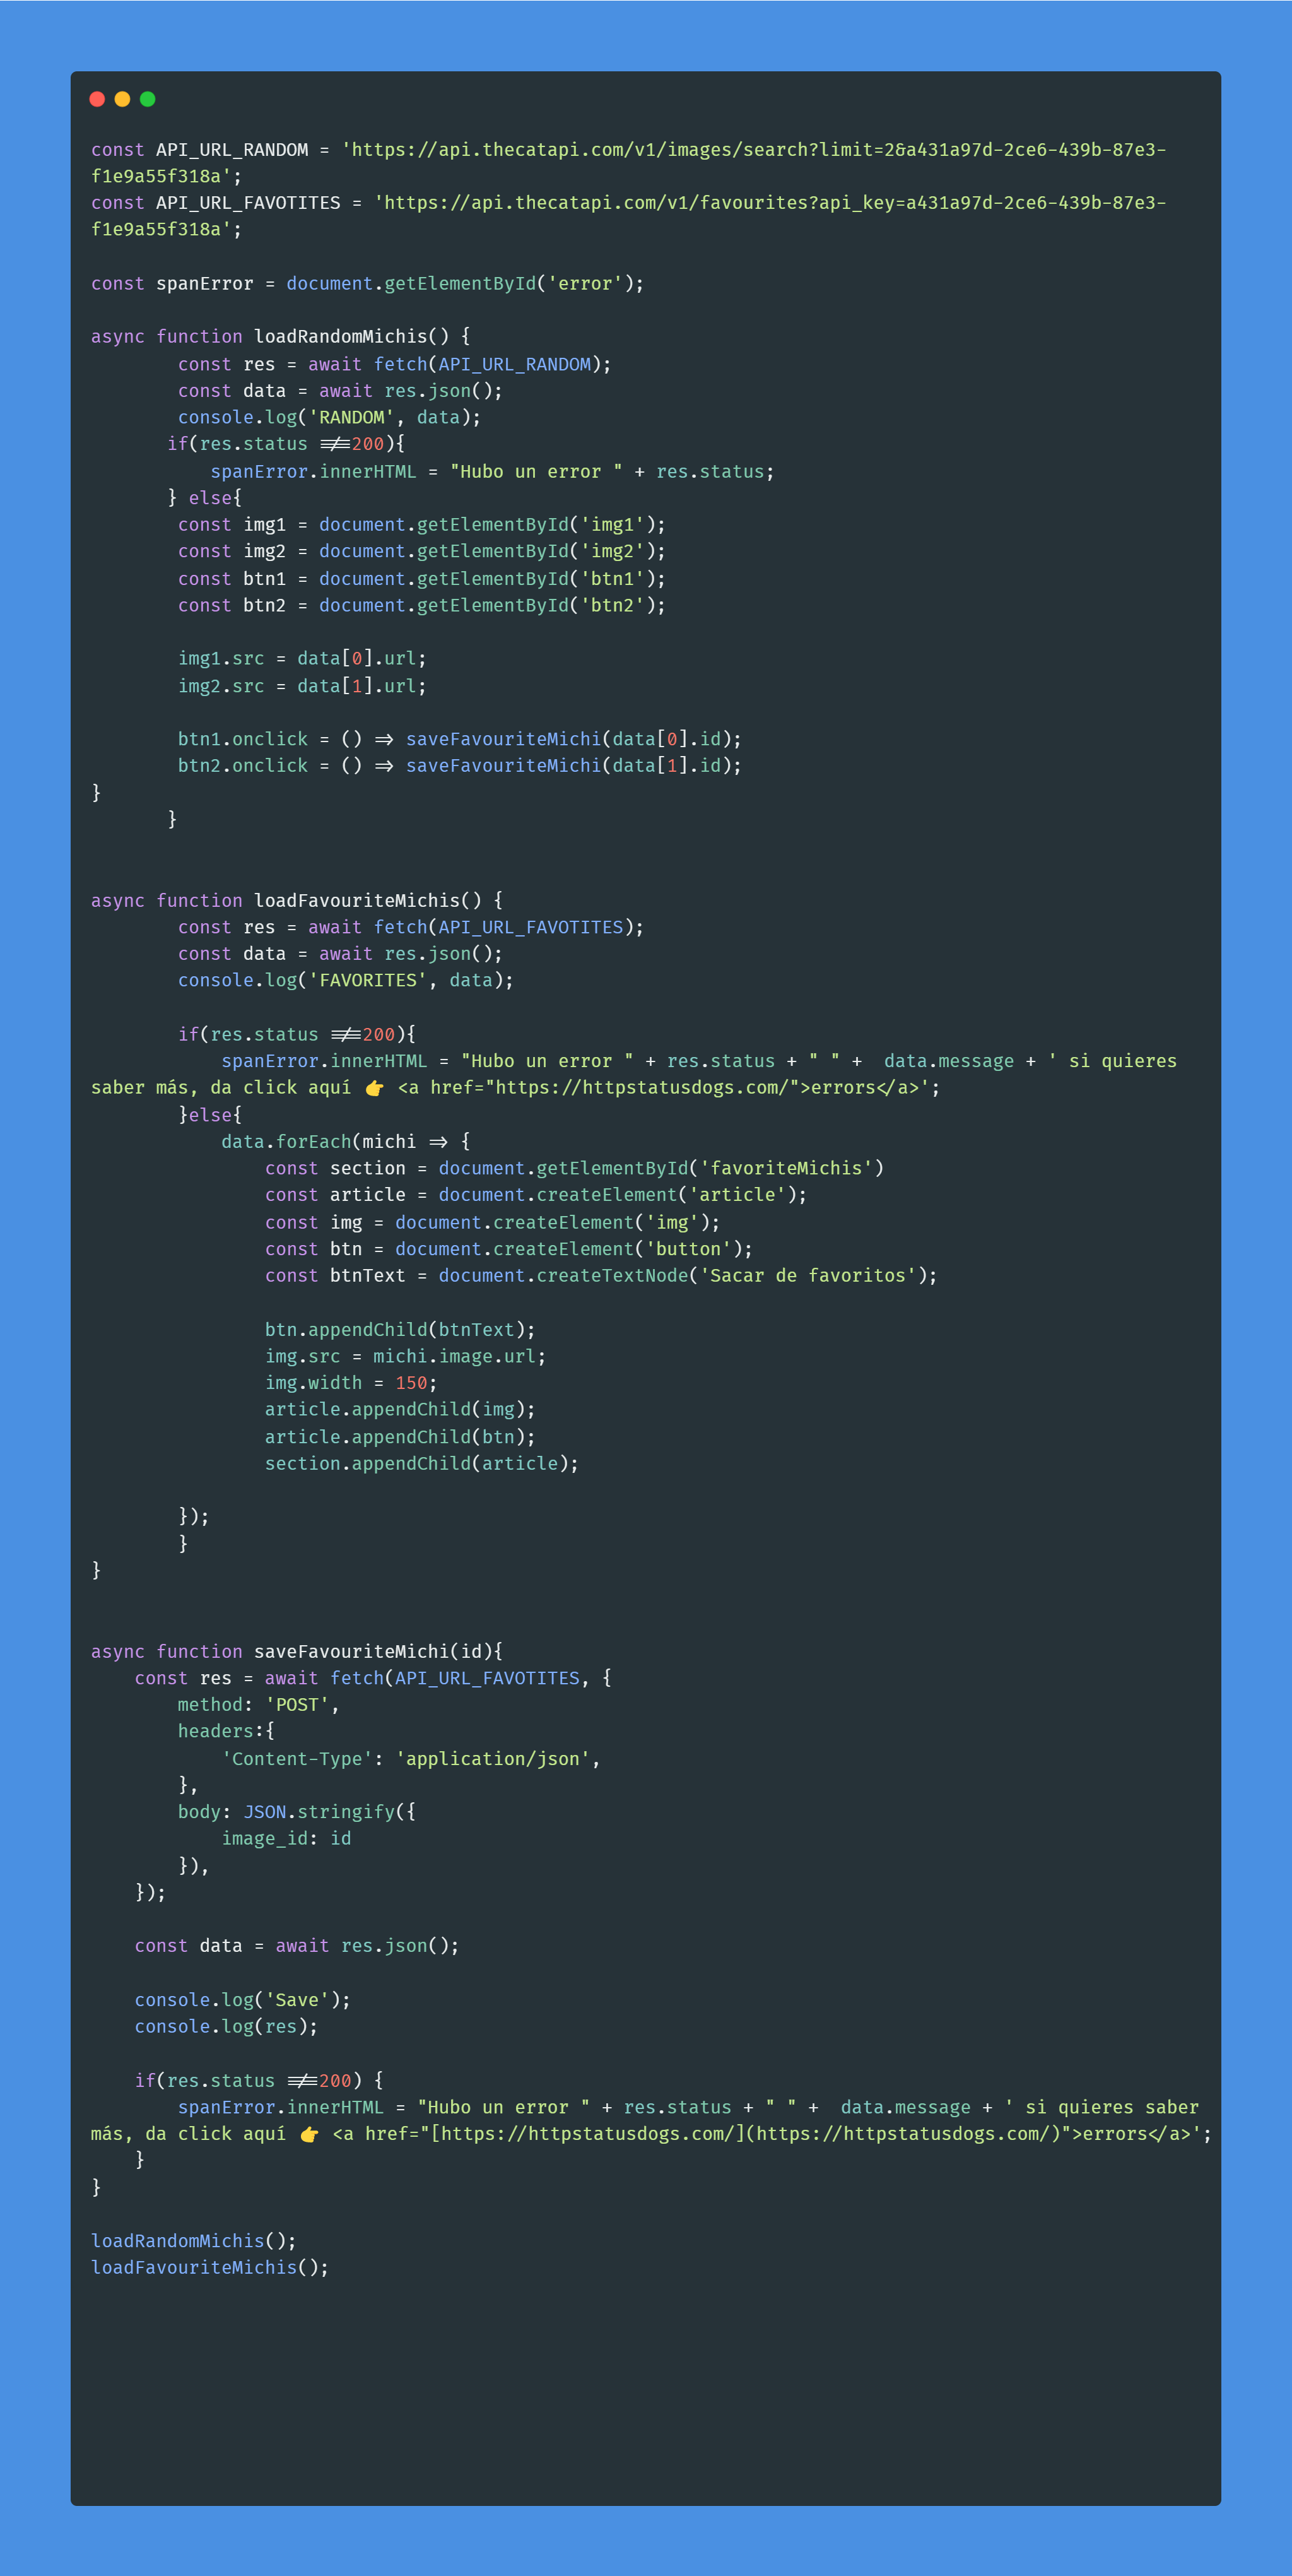 const API_URL_RANDOM = 'https://api.thecatapi.com/v1/images/search?limit=2&a431a97d-2ce6-439b-87e3-
f1e9a55f318a';
const API_URL_FAVOTITES = 'https://api.thecatapi.com/v1/favourites?api_key=a431a97d-2ce6-439b-87e3-
f1e9a55f318a';

const spanError = document.getElementById('error');

async function loadRandomMichis() {
        const res = await fetch(API_URL_RANDOM);
        const data = await res.json();
        console.log('RANDOM', data);
       if(res.status !==200){
           spanError.innerHTML = "Hubo un error " + res.status;
       } else{
        const img1 = document.getElementById('img1');
        const img2 = document.getElementById('img2');
        const btn1 = document.getElementById('btn1');
        const btn2 = document.getElementById('btn2');

        img1.src = data[0].url;
        img2.src = data[1].url;

        btn1.onclick = () => saveFavouriteMichi(data[0].id);
        btn2.onclick = () => saveFavouriteMichi(data[1].id);
}
       }


async function loadFavouriteMichis() {
        const res = await fetch(API_URL_FAVOTITES);
        const data = await res.json();
        console.log('FAVORITES', data);

        if(res.status !==200){
            spanError.innerHTML = "Hubo un error " + res.status + " " +  data.message + ' si quieres
saber más, da click aquí 👉 <a href="https://httpstatusdogs.com/">errors</a>';
        }else{
            data.forEach(michi => {
                const section = document.getElementById('favoriteMichis')
                const article = document.createElement('article');
                const img = document.createElement('img');
                const btn = document.createElement('button');
                const btnText = document.createTextNode('Sacar de favoritos');

                btn.appendChild(btnText);
                img.src = michi.image.url;
                img.width = 150;
                article.appendChild(img);
                article.appendChild(btn);
                section.appendChild(article);

        });
        }
}


async function saveFavouriteMichi(id){
    const res = await fetch(API_URL_FAVOTITES, {
        method: 'POST',
        headers:{
            'Content-Type': 'application/json',
        },
        body: JSON.stringify({
            image_id: id
        }),
    });

    const data = await res.json();

    console.log('Save');
    console.log(res);

    if(res.status !==200) {
        spanError.innerHTML = "Hubo un error " + res.status + " " +  data.message + ' si quieres saber
más, da click aquí 👉 <a href="[https://httpstatusdogs.com/](https://httpstatusdogs.com/)">errors</a>';
    }
}

loadRandomMichis();
loadFavouriteMichis();